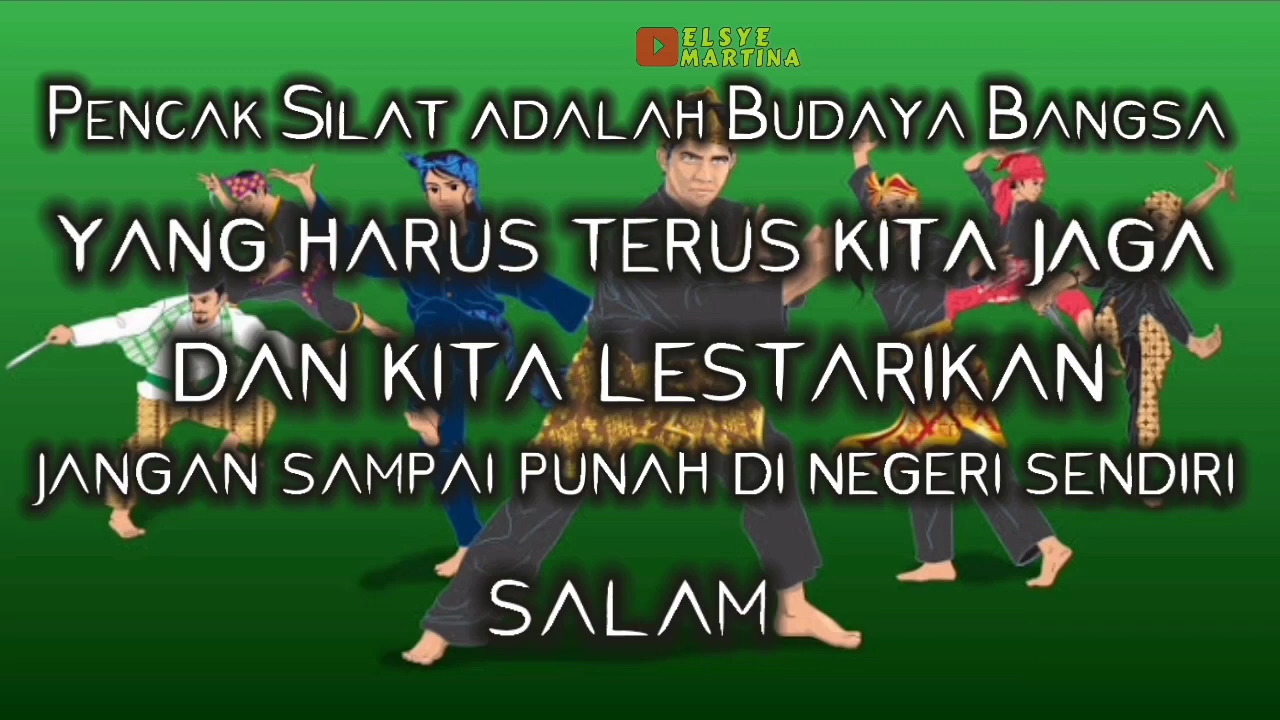 ELSYE
MARTINA
PENCAK SILAT ADALAH BUDAYA BANGSA
YANG HARUS TERUS KITA JAGA
DAN KITA LESTARIKAN
JANGAN SAMPAI PUNAH DI NEGERI SENDIRI
SALAM